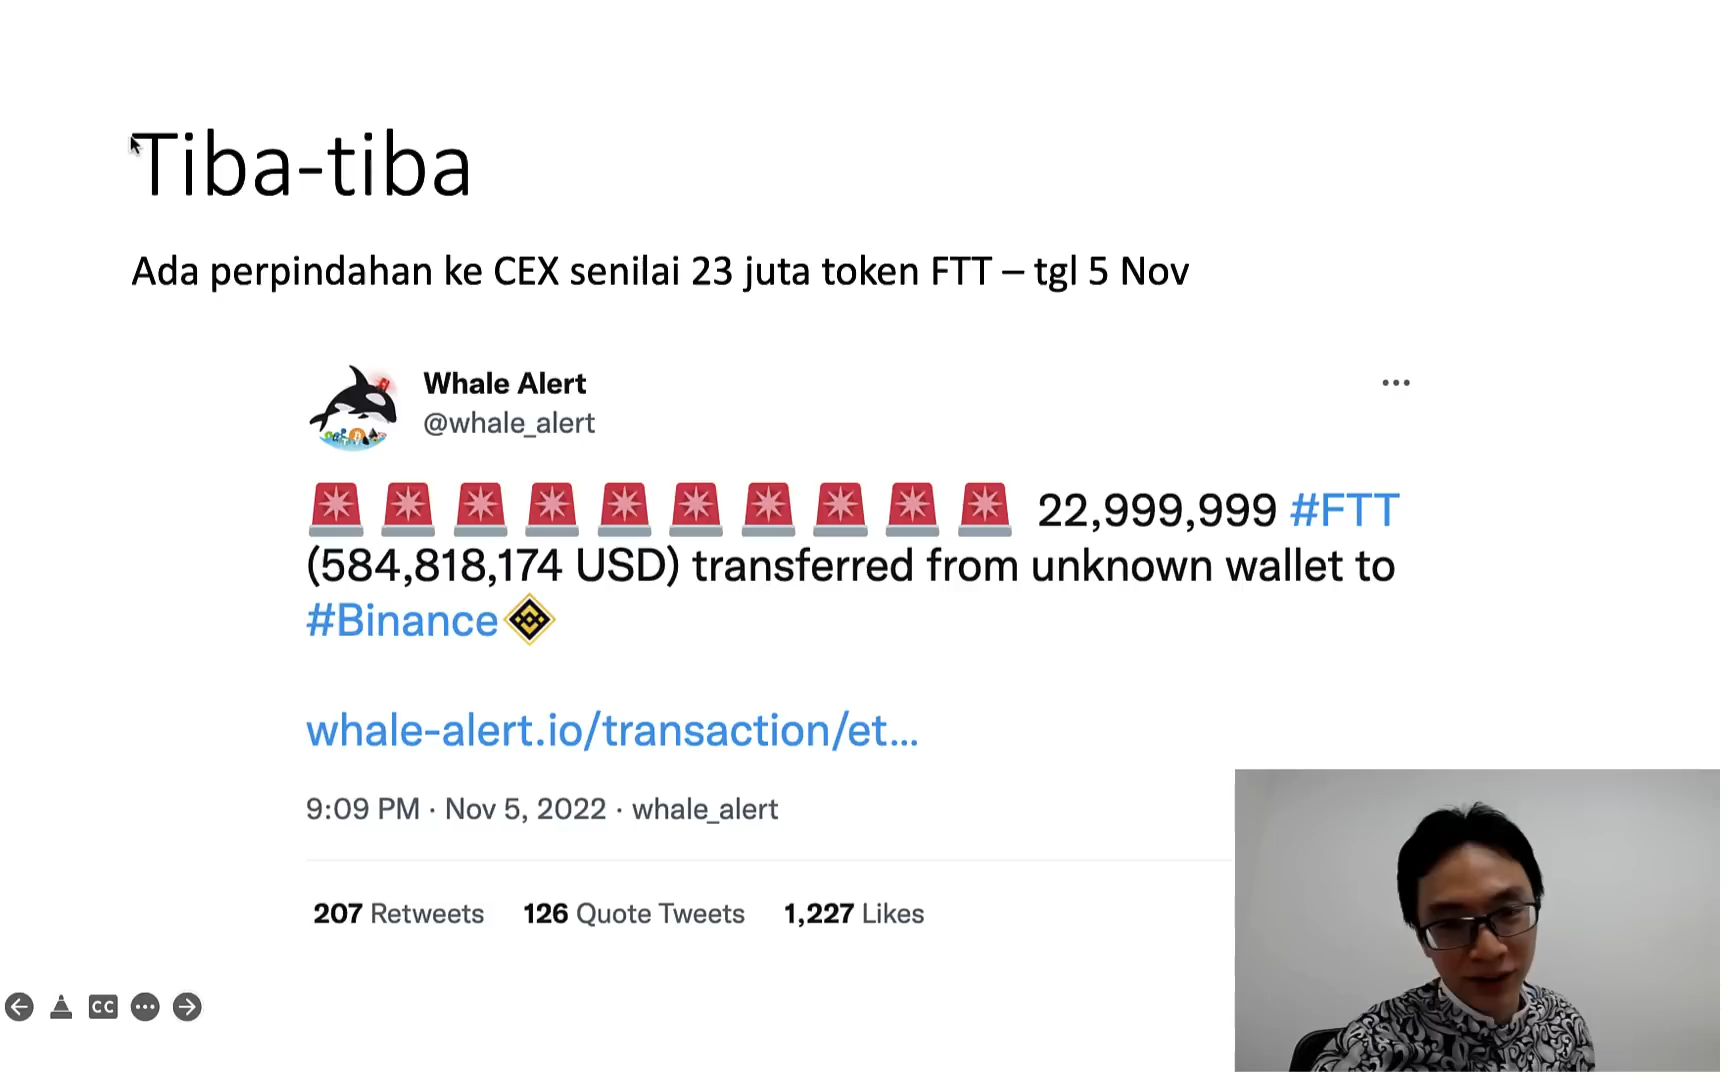 Tiba-tiba
Ada perpindahan ke CEX senilai 23 juta token FTT – tgl 5 Nov
Whale Alert
@whale_alert
🚨 🚨 🚨 🚨 🚨 🚨 🚨 🚨 🚨 🚨 22,999,999 #FTT
(584,818,174 USD) transferred from unknown wallet to
#Binance
whale-alert.io/transaction/et…
9:09 PM · Nov 5, 2022 · whale_alert
207 Retweets 126 Quote Tweets 1,227 Likes
CC